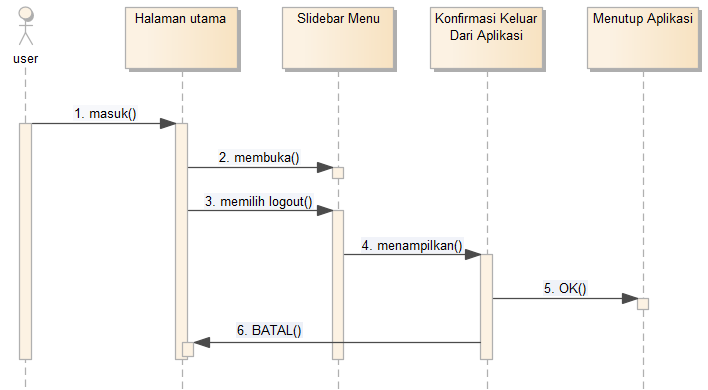 user
Halaman utama
Slidebar Menu
Konfirmasi Keluar
Dari Aplikasi
Menutup Aplikasi
1. masuk()
2. membuka()
3. memilih logout()
4. menampilkan()
5. OK()
6. BATAL()